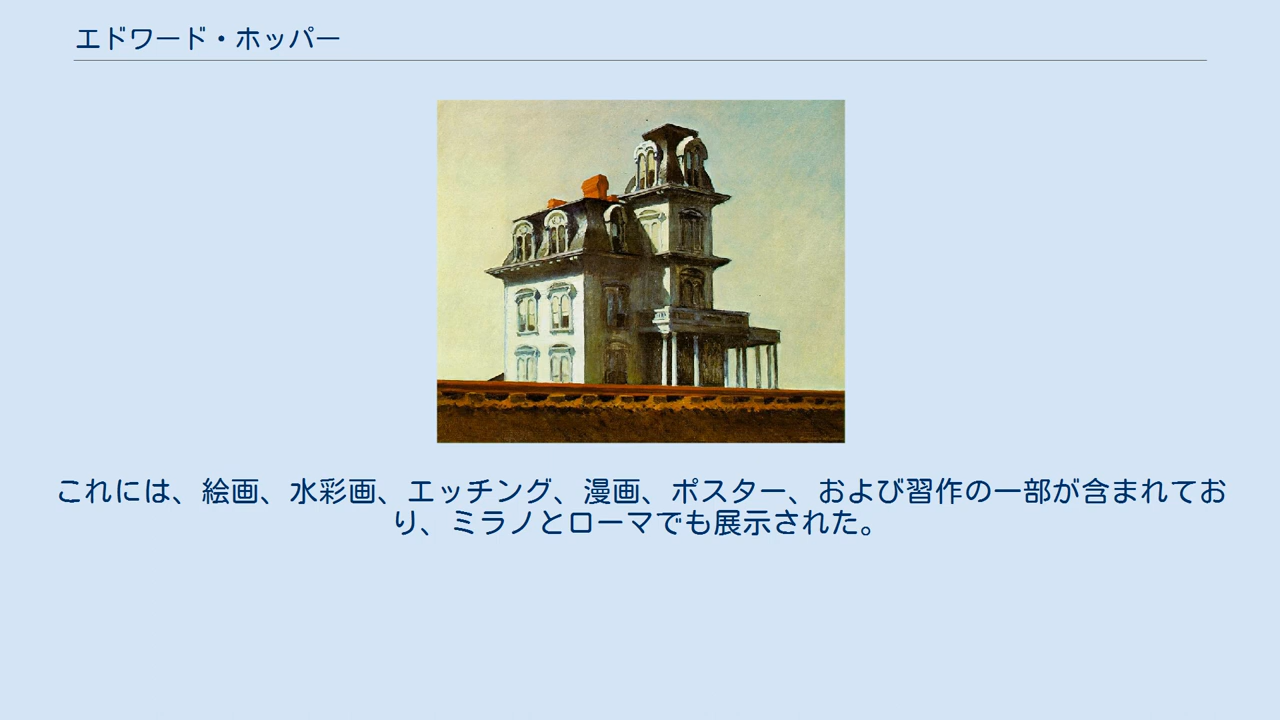 エドワード・ホッパー
これには、絵画、水彩画、エッチング、漫画、ポスター、および習作の一部が含まれてお
り、ミラノとローマでも展示された。